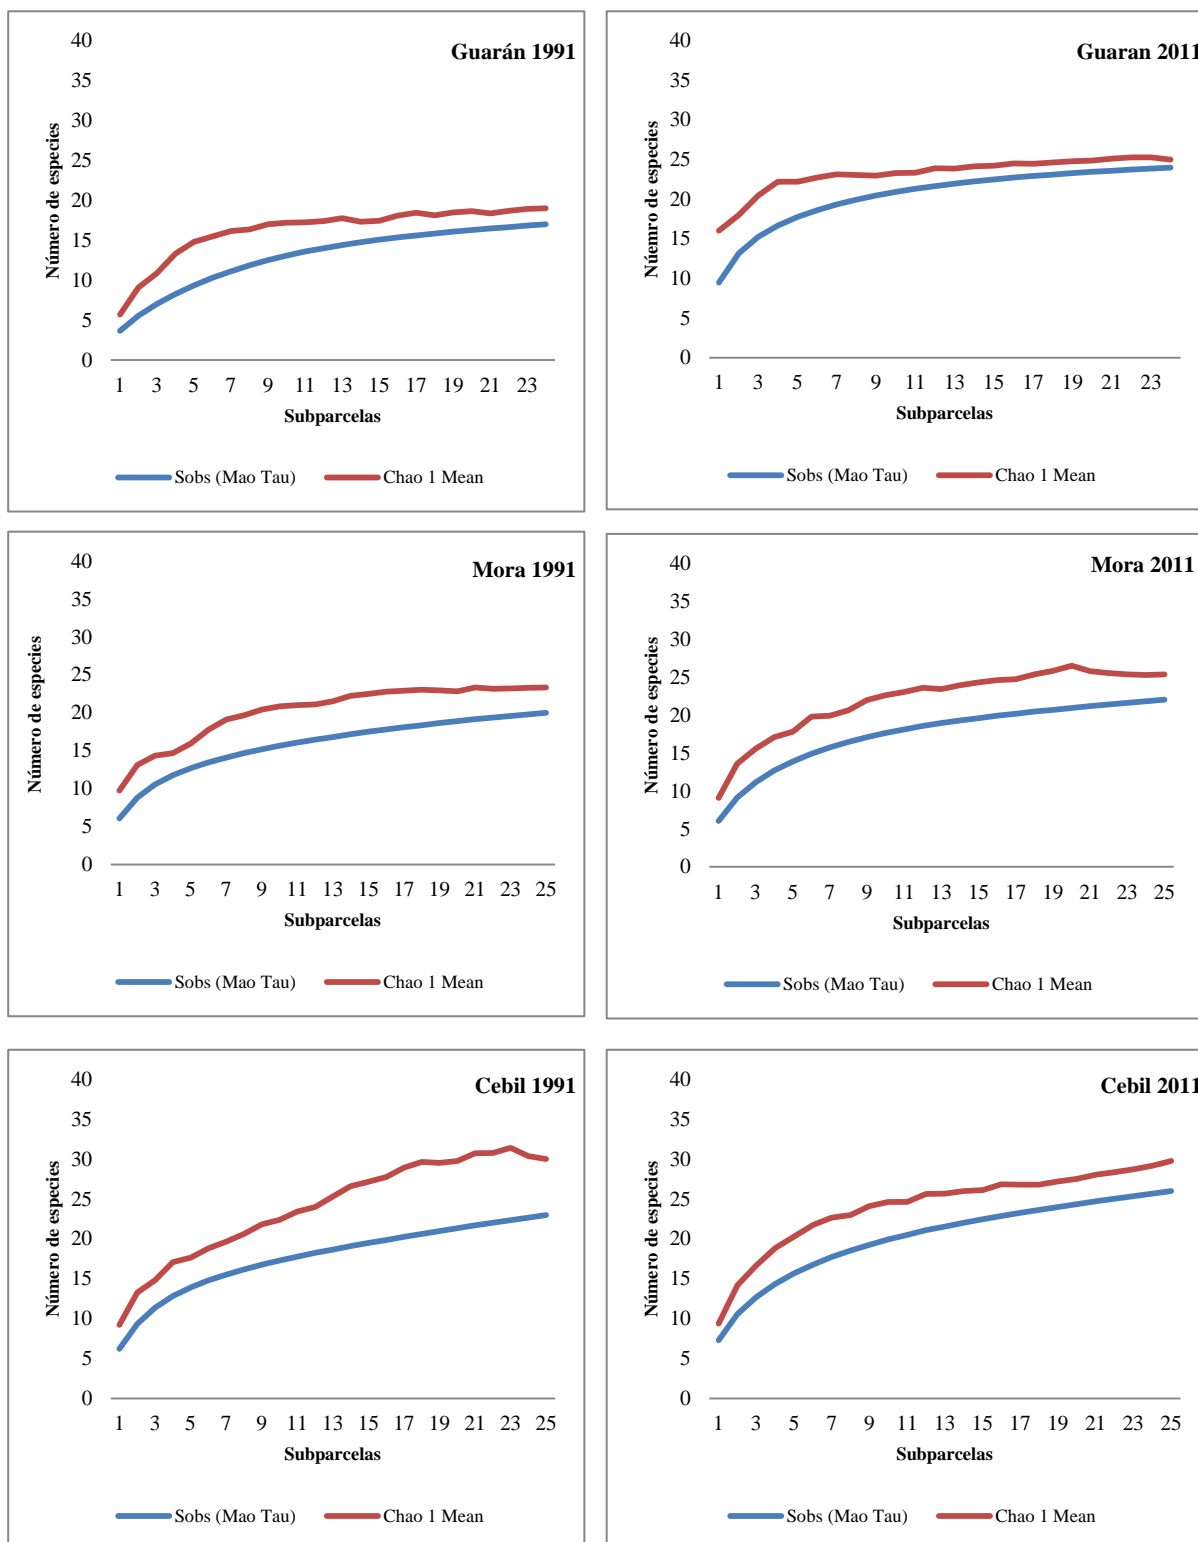 Guarán 1991
40
35
30
25
20
15
10
5
0
Número de especies
1 3 5 7 9 11 13 15 17 19 21 23
Subparcelas
Sobs (Mao Tau) Chao 1 Mean
Guaran 2011
40
35
30
25
20
15
10
5
0
Núemro de especies
1 3 5 7 9 11 13 15 17 19 21 23
Subparcelas
Sobs (Mao Tau) Chao 1 Mean
Mora 1991
40
35
30
25
20
15
10
5
0
Número de especies
1 3 5 7 9 11 13 15 17 19 21 23 25
Subparcelas
Sobs (Mao Tau) Chao 1 Mean
Mora 2011
40
35
30
25
20
15
10
5
0
Número de especies
1 3 5 7 9 11 13 15 17 19 21 23 25
Subparcelas
Sobs (Mao Tau) Chao 1 Mean
Cebil 1991
40
35
30
25
20
15
10
5
0
Número de especies
1 3 5 7 9 11 13 15 17 19 21 23 25
Subparcelas
Sobs (Mao Tau) Chao 1 Mean
Cebil 2011
40
35
30
25
20
15
10
5
0
Número de especies
1 3 5 7 9 11 13 15 17 19 21 23 25
Subparcelas
Sobs (Mao Tau) Chao 1 Mean